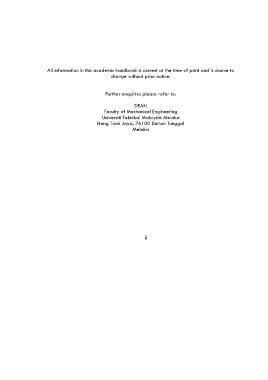 All information in this academic handbook is correct at the time of print and is course to
change without prior notice.
Further enquiries please refer to:
DEAN
Faculty of Mechanical Engineering
Universiti Teknikal Malaysia Melaka
Hang Tuah Jaya, 76100 Durian Tunggal
Melaka
ii